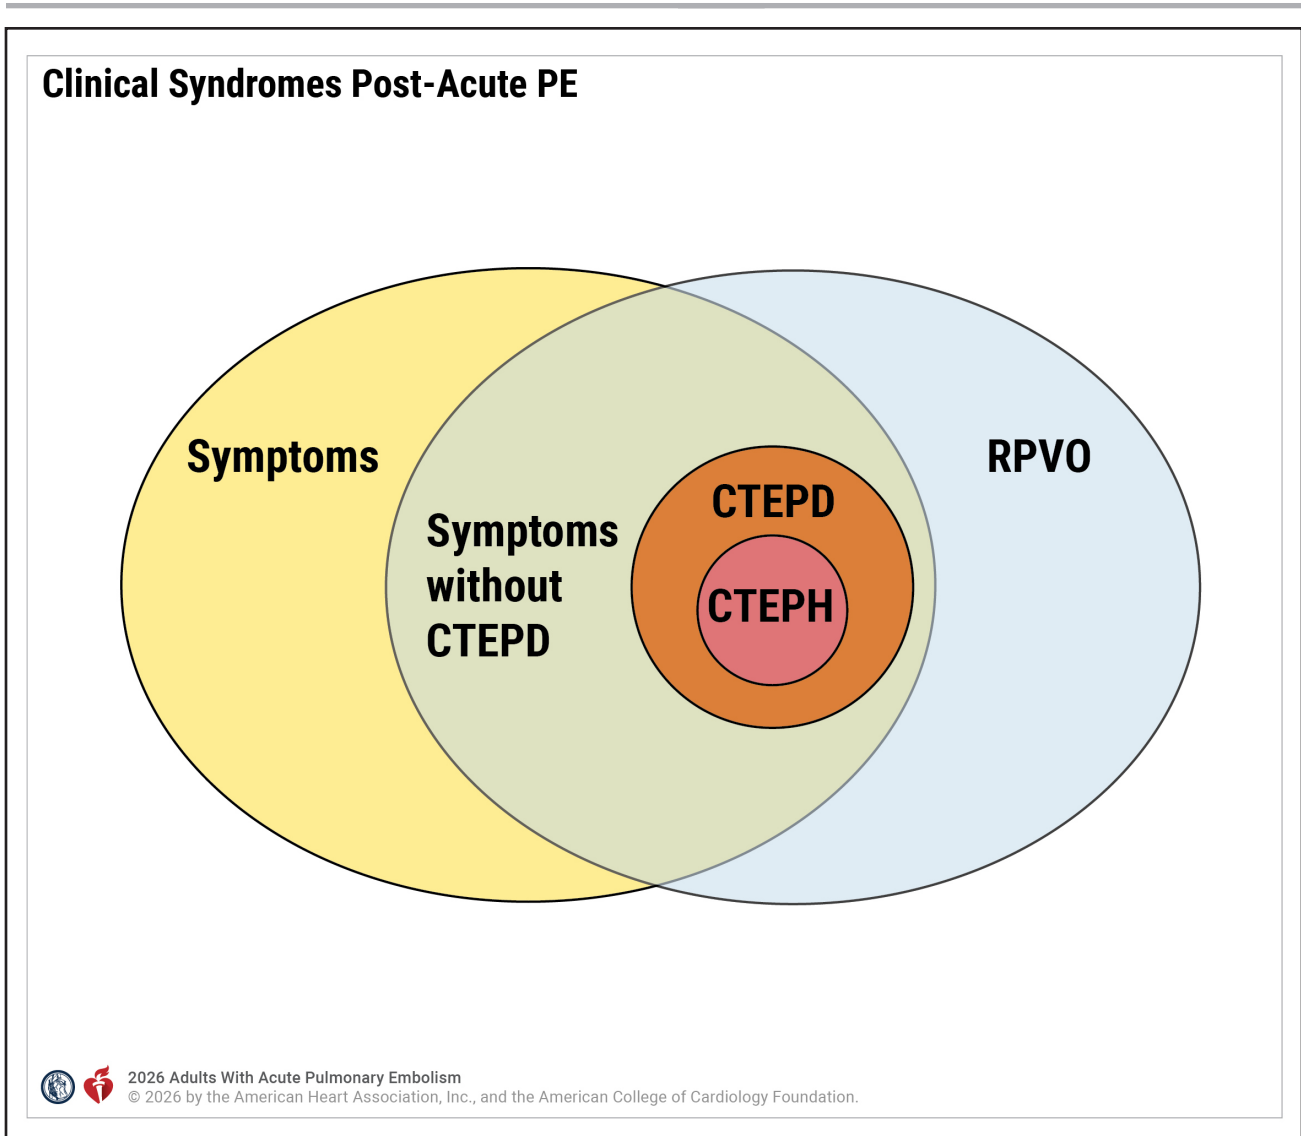 Clinical Syndromes Post-Acute PE
Symptoms
RPVO
CTEPD
Symptoms
without
CTEPD
CTEPH
2026 Adults With Acute Pulmonary Embolism
© 2026 by the American Heart Association, Inc., and the American College of Cardiology Foundation.